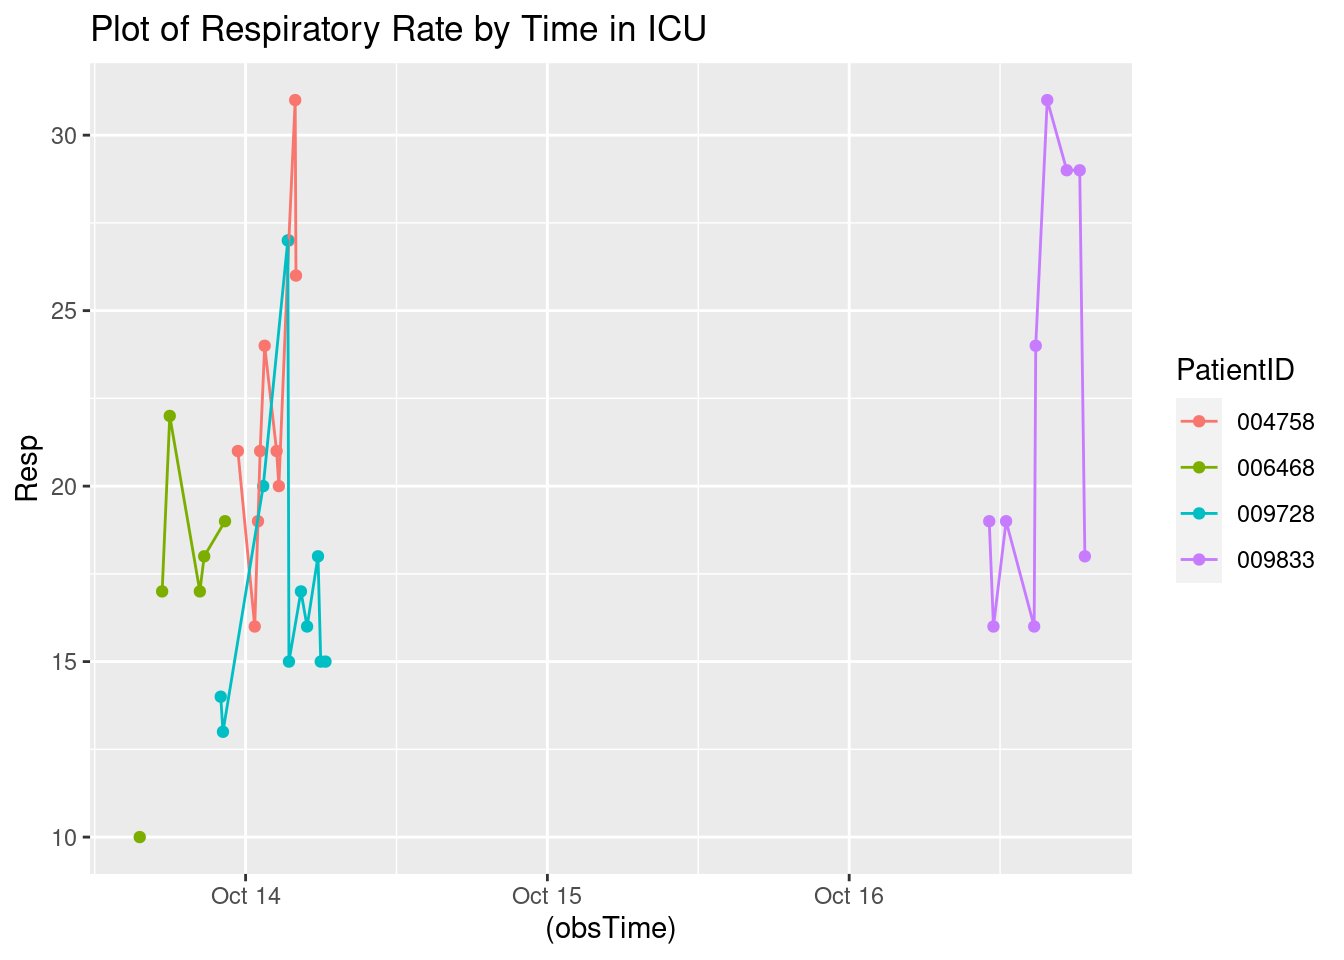 Plot of Respiratory Rate by Time in ICU
Resp
30
25
20
15
10
Oct 14
Oct 15
Oct 16
(obsTime)
PatientID
004758
006468
009728
009833